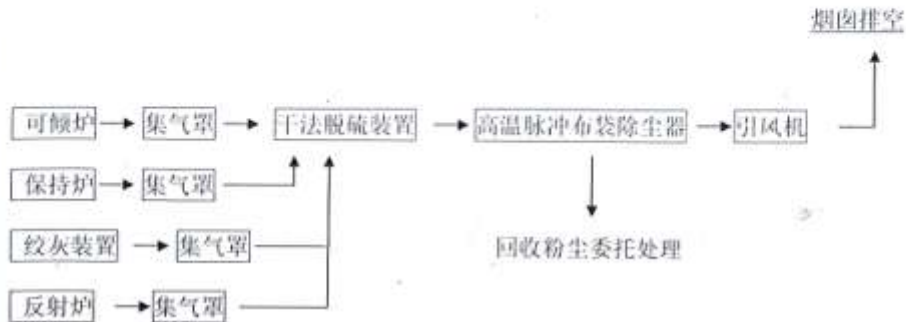 烟囱排空
可倾炉 集气罩 干法脱硫装置 高温脉冲布袋除尘器 引风机
保持炉 集气罩
绞灰装置 集气罩 回收粉尘委托处理
反射炉 集气罩